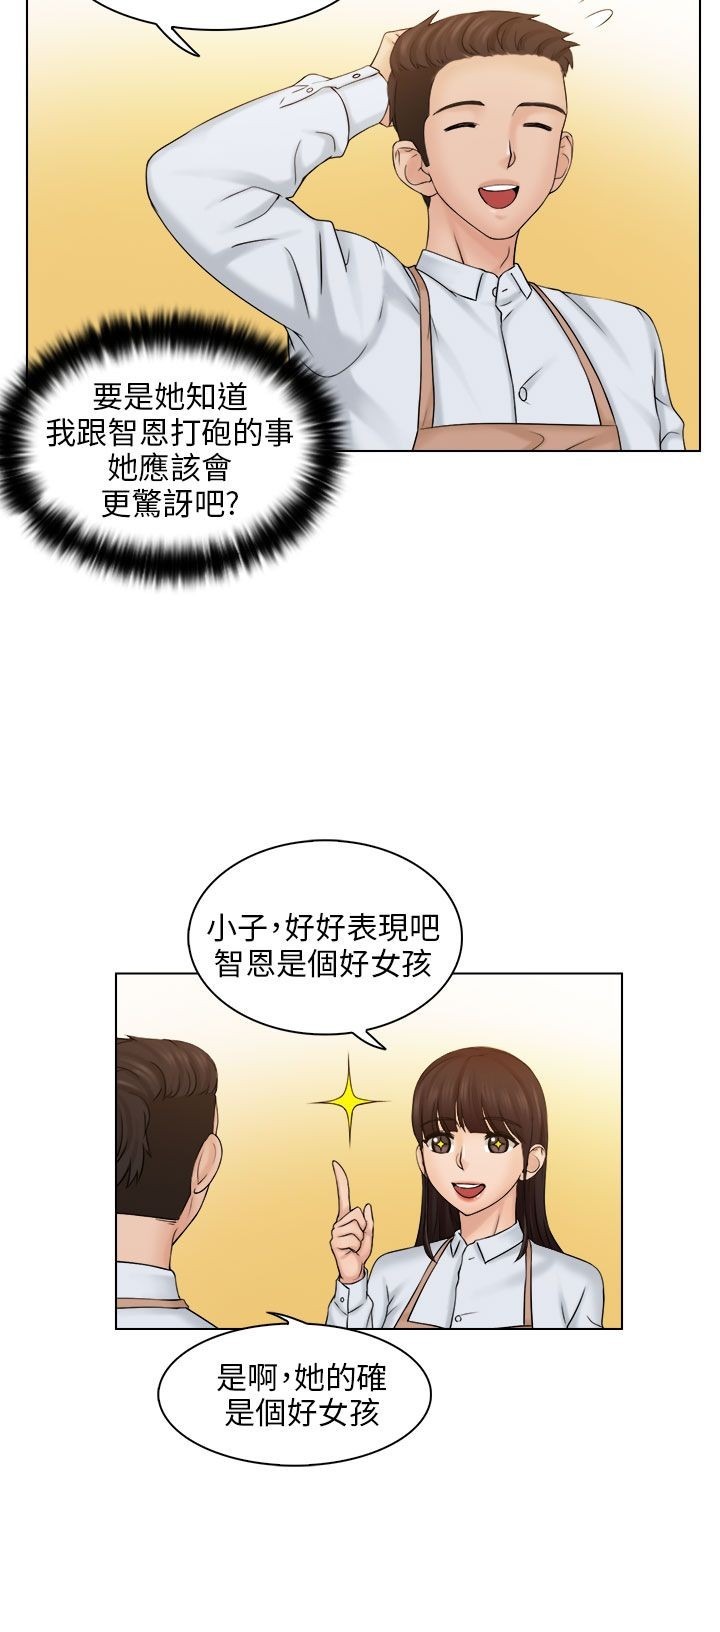 要是她知道
我跟智恩打砲的事
她應該會
更驚訝吧?
小子,好好表現吧
智恩是個好女孩
是啊,她的確
是個好女孩